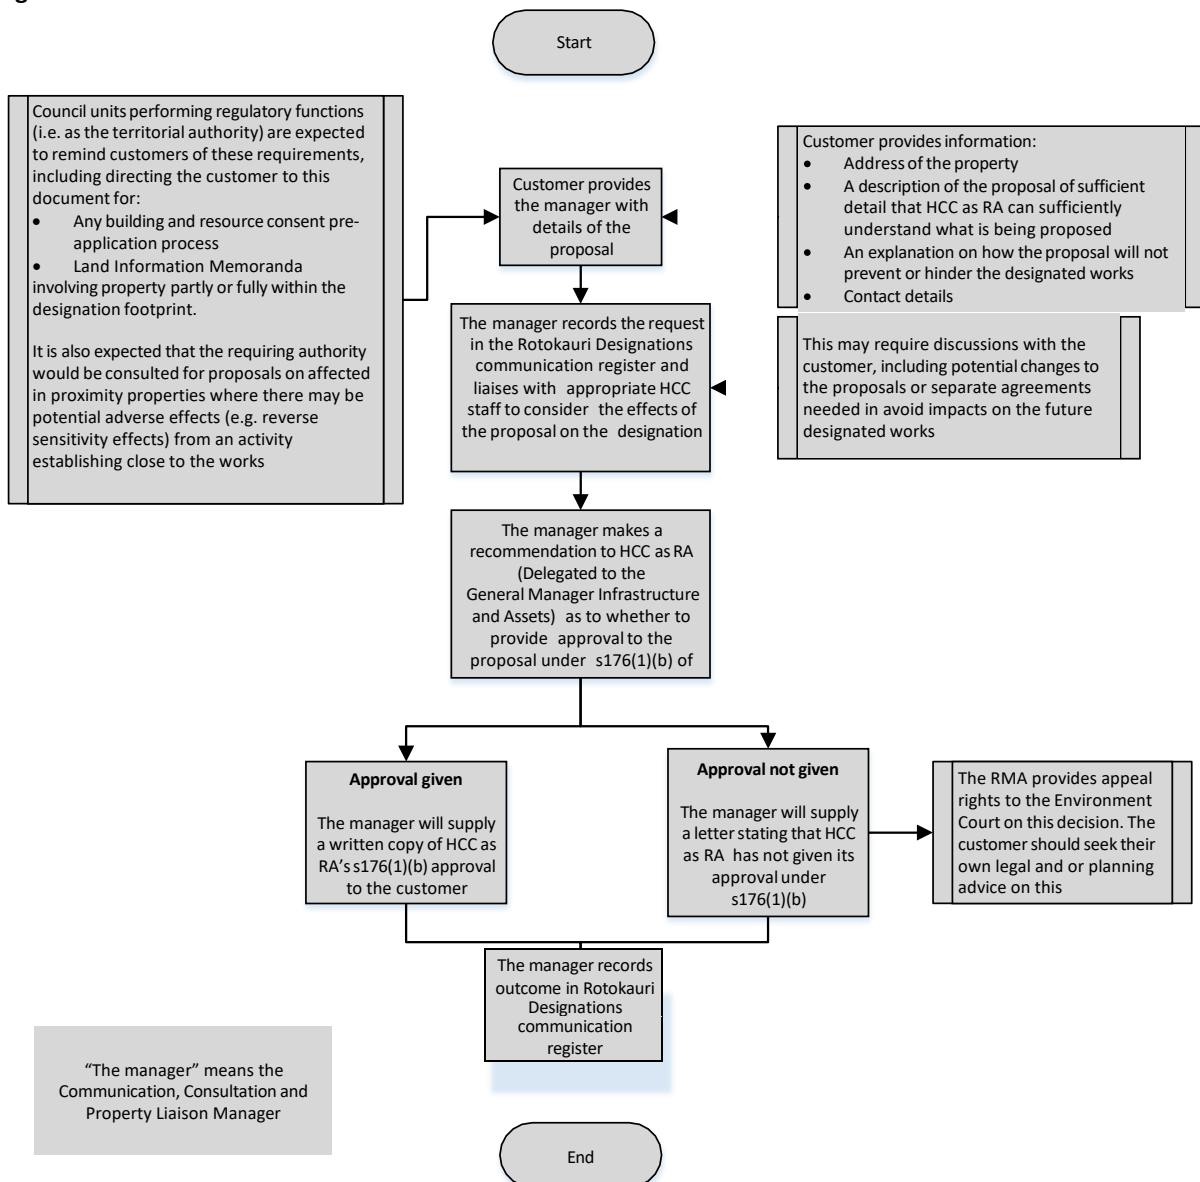 g
Start
Council units performing regulatory functions
(i.e. as the territorial authority) are expected
to remind customers of these requirements,
including directing the customer to this
document for:
• Any building and resource consent pre-
application process
• Land Information Memoranda
involving property partly or fully within the
designation footprint.
It is also expected that the requiring authority
would be consulted for proposals on affected
in proximity properties where there may be
potential adverse effects (e.g. reverse
sensitivity effects) from an activity
establishing close to the works
Customer provides
the manager with
details of the
proposal
Customer provides information:
• Address of the property
• A description of the proposal of sufficient
detail that HCC as RA can sufficiently
understand what is being proposed
• An explanation on how the proposal will not
prevent or hinder the designated works
• Contact details
The manager records the request
in the Rotokauri Designations
communication register and
liaises with appropriate HCC
staff to consider the effects of
the proposal on the designation
This may require discussions with the
customer, including potential changes to
the proposals or separate agreements
needed in avoid impacts on the future
designated works
The manager makes a
recommendation to HCC as RA
(Delegated to the
General Manager Infrastructure
and Assets) as to whether to
provide approval to the
proposal under s176(1)(b) of
Approval given
The manager will supply
a written copy of HCC as
RA's s176(1)(b) approval
to the customer
Approval not given
The manager will supply
a letter stating that HCC
as RA has not given its
approval under
s176(1)(b)
The RMA provides appeal
rights to the Environment
Court on this decision. The
customer should seek their
own legal and or planning
advice on this
The manager records
outcome in Rotokauri
Designations
communication
register
“The manager” means the
Communication, Consultation and
Property Liaison Manager
End